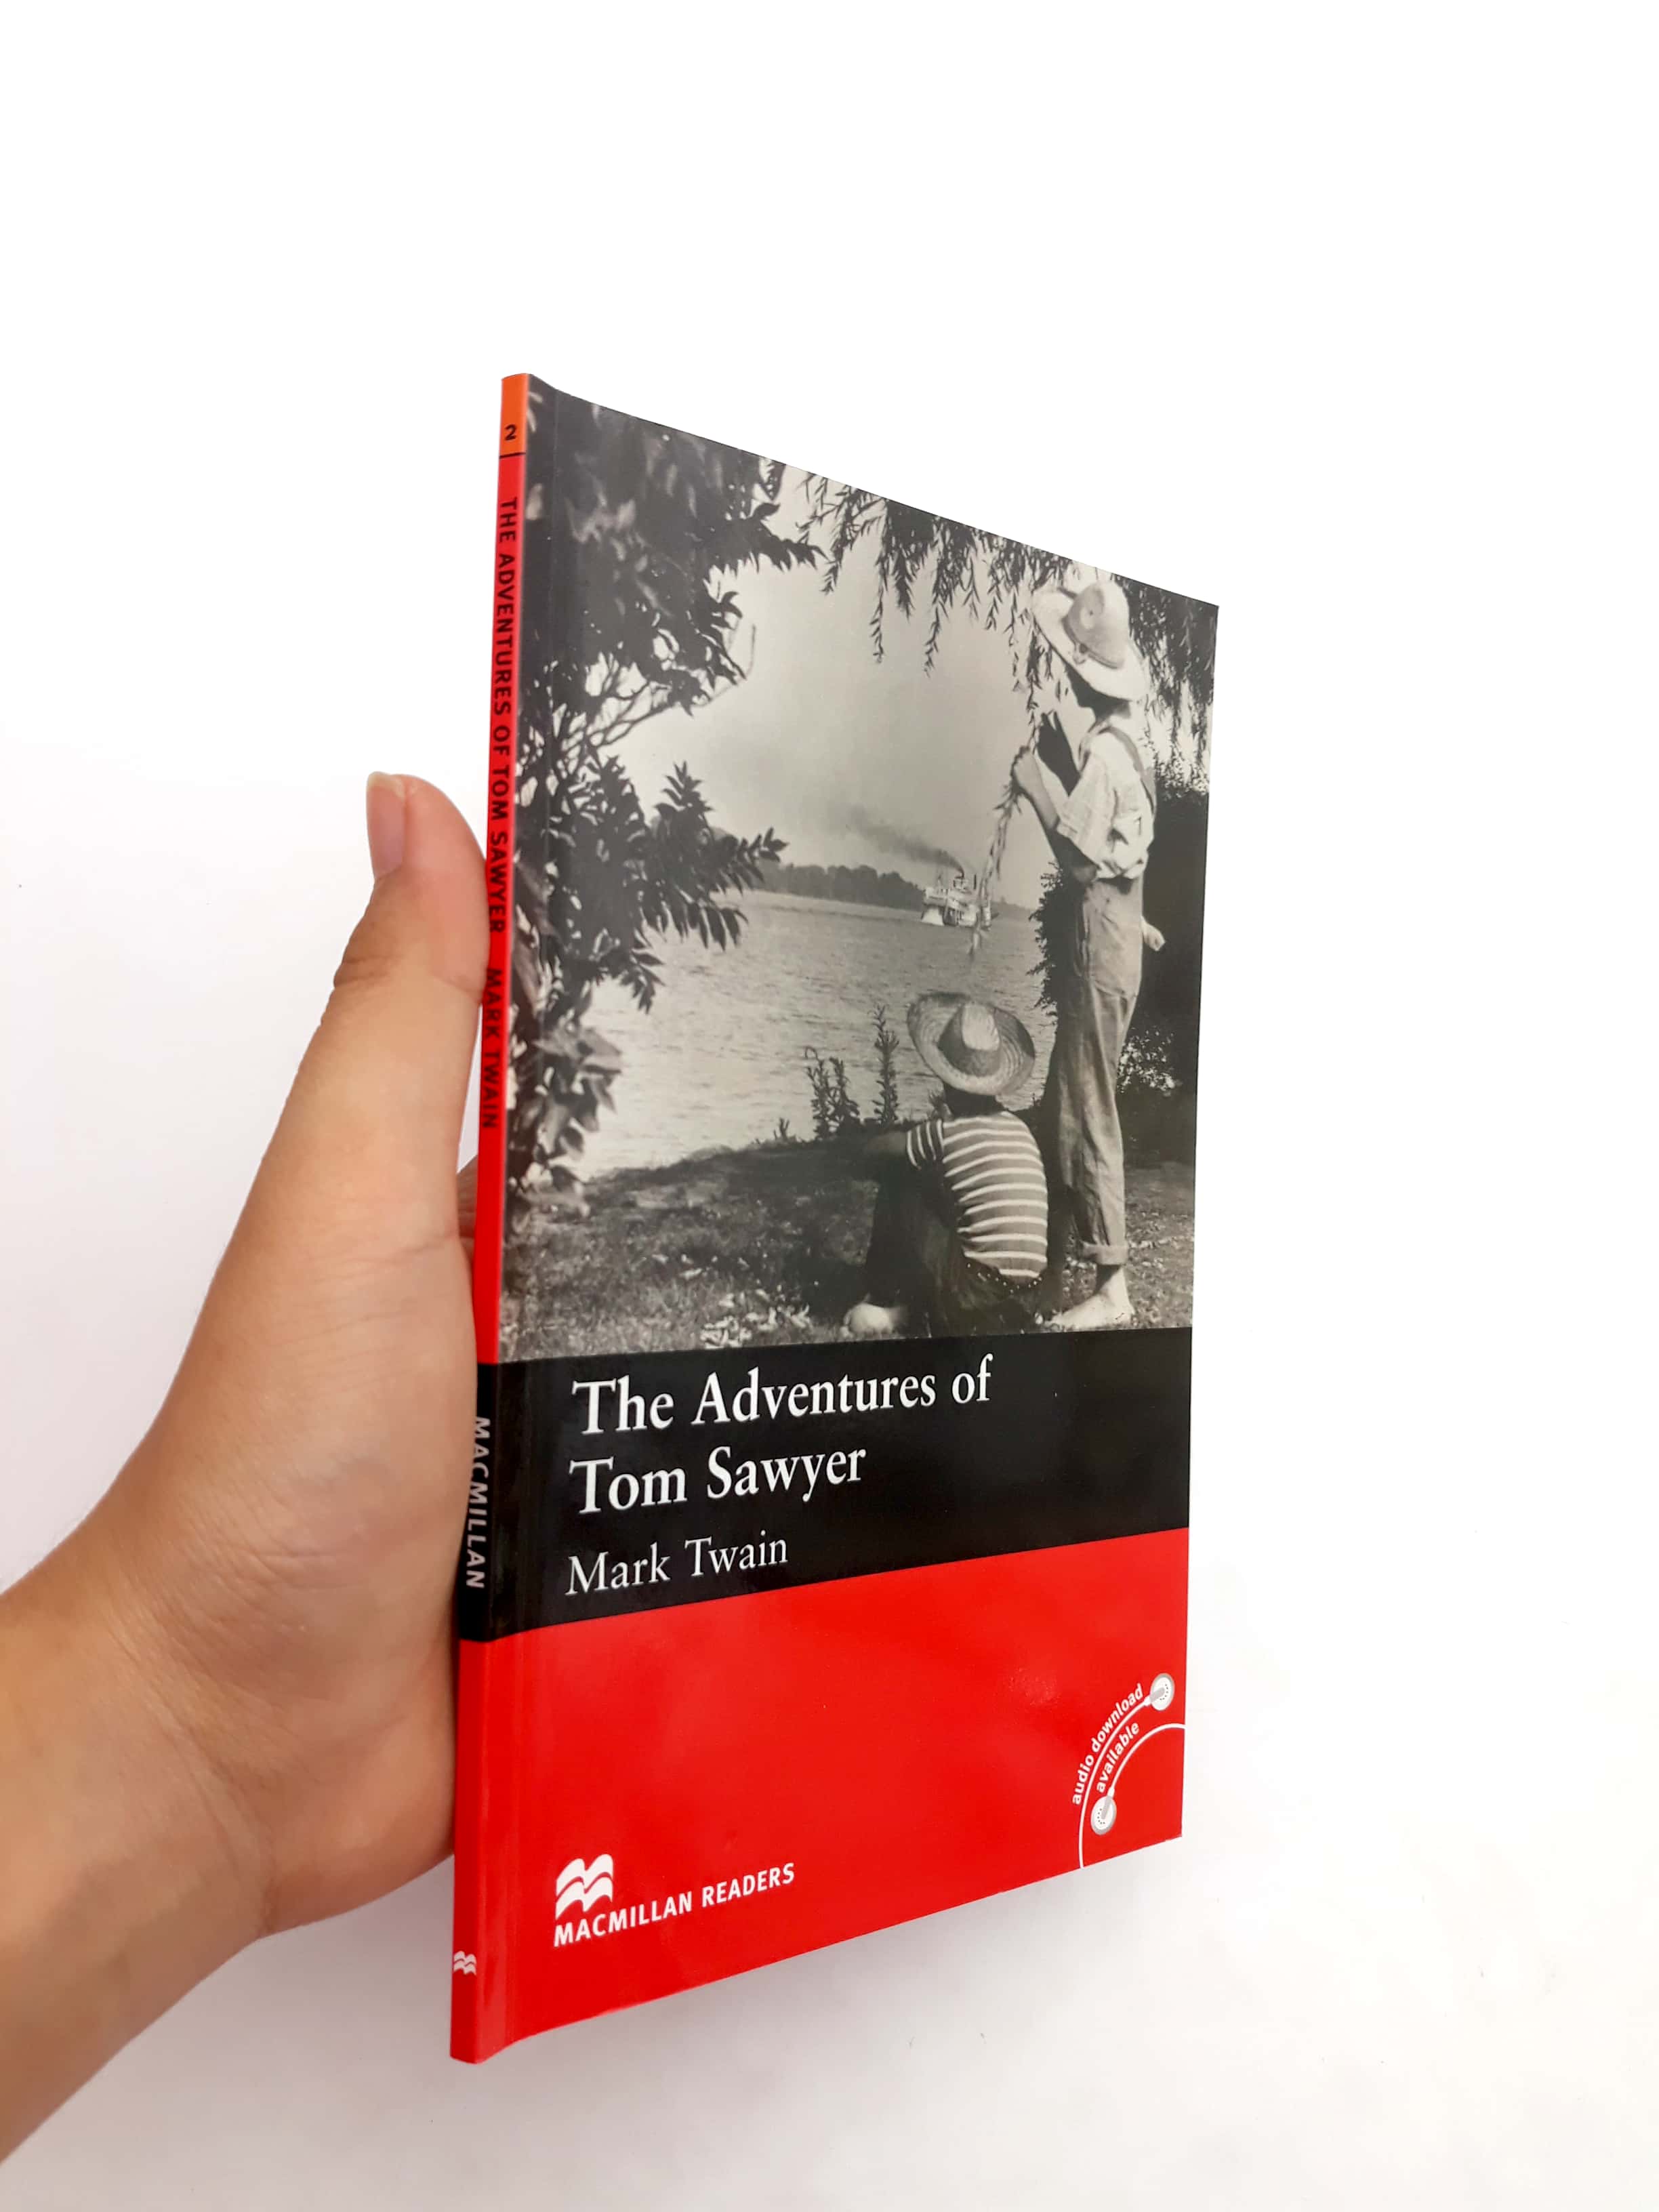 2
THE ADVENTURES OF TOM SAWYER MARK TWAIN
MACMILLAN
The Adventures of
Tom Sawyer
Mark Twain
audio download
available
MACMILLAN READERS